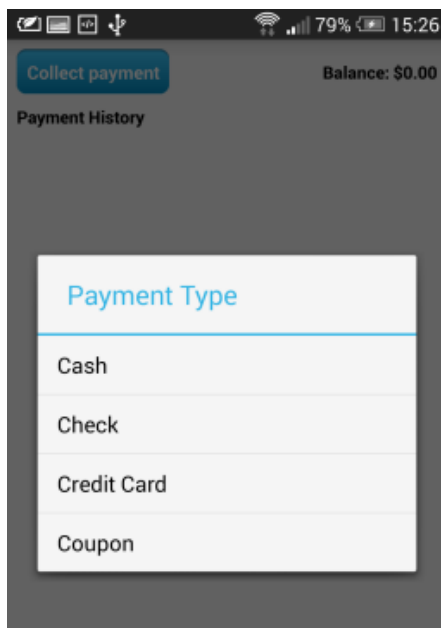 79% 15:26
Collect payment Balance: $0.00
Payment History
Payment Type
Cash
Check
Credit Card
Coupon